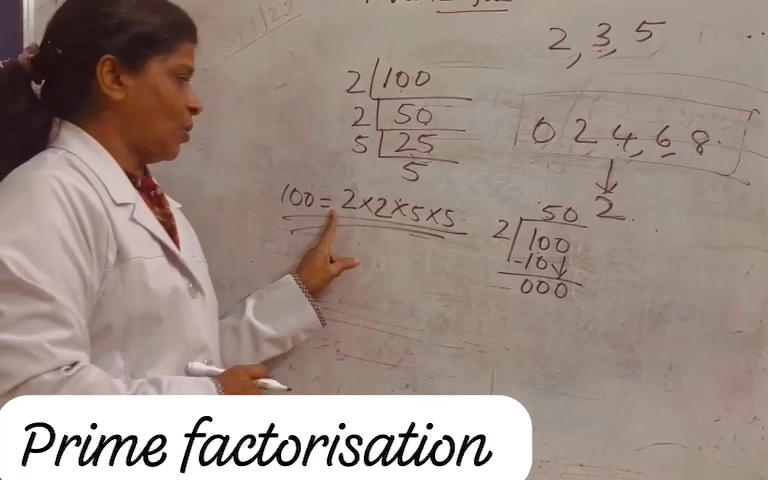 2, 3, 5
2 100
2 50
5 25
5
0 2 4, 6 8
2
100 = 2×2×5×5
50
2 100
-10
000
Prime factorisation